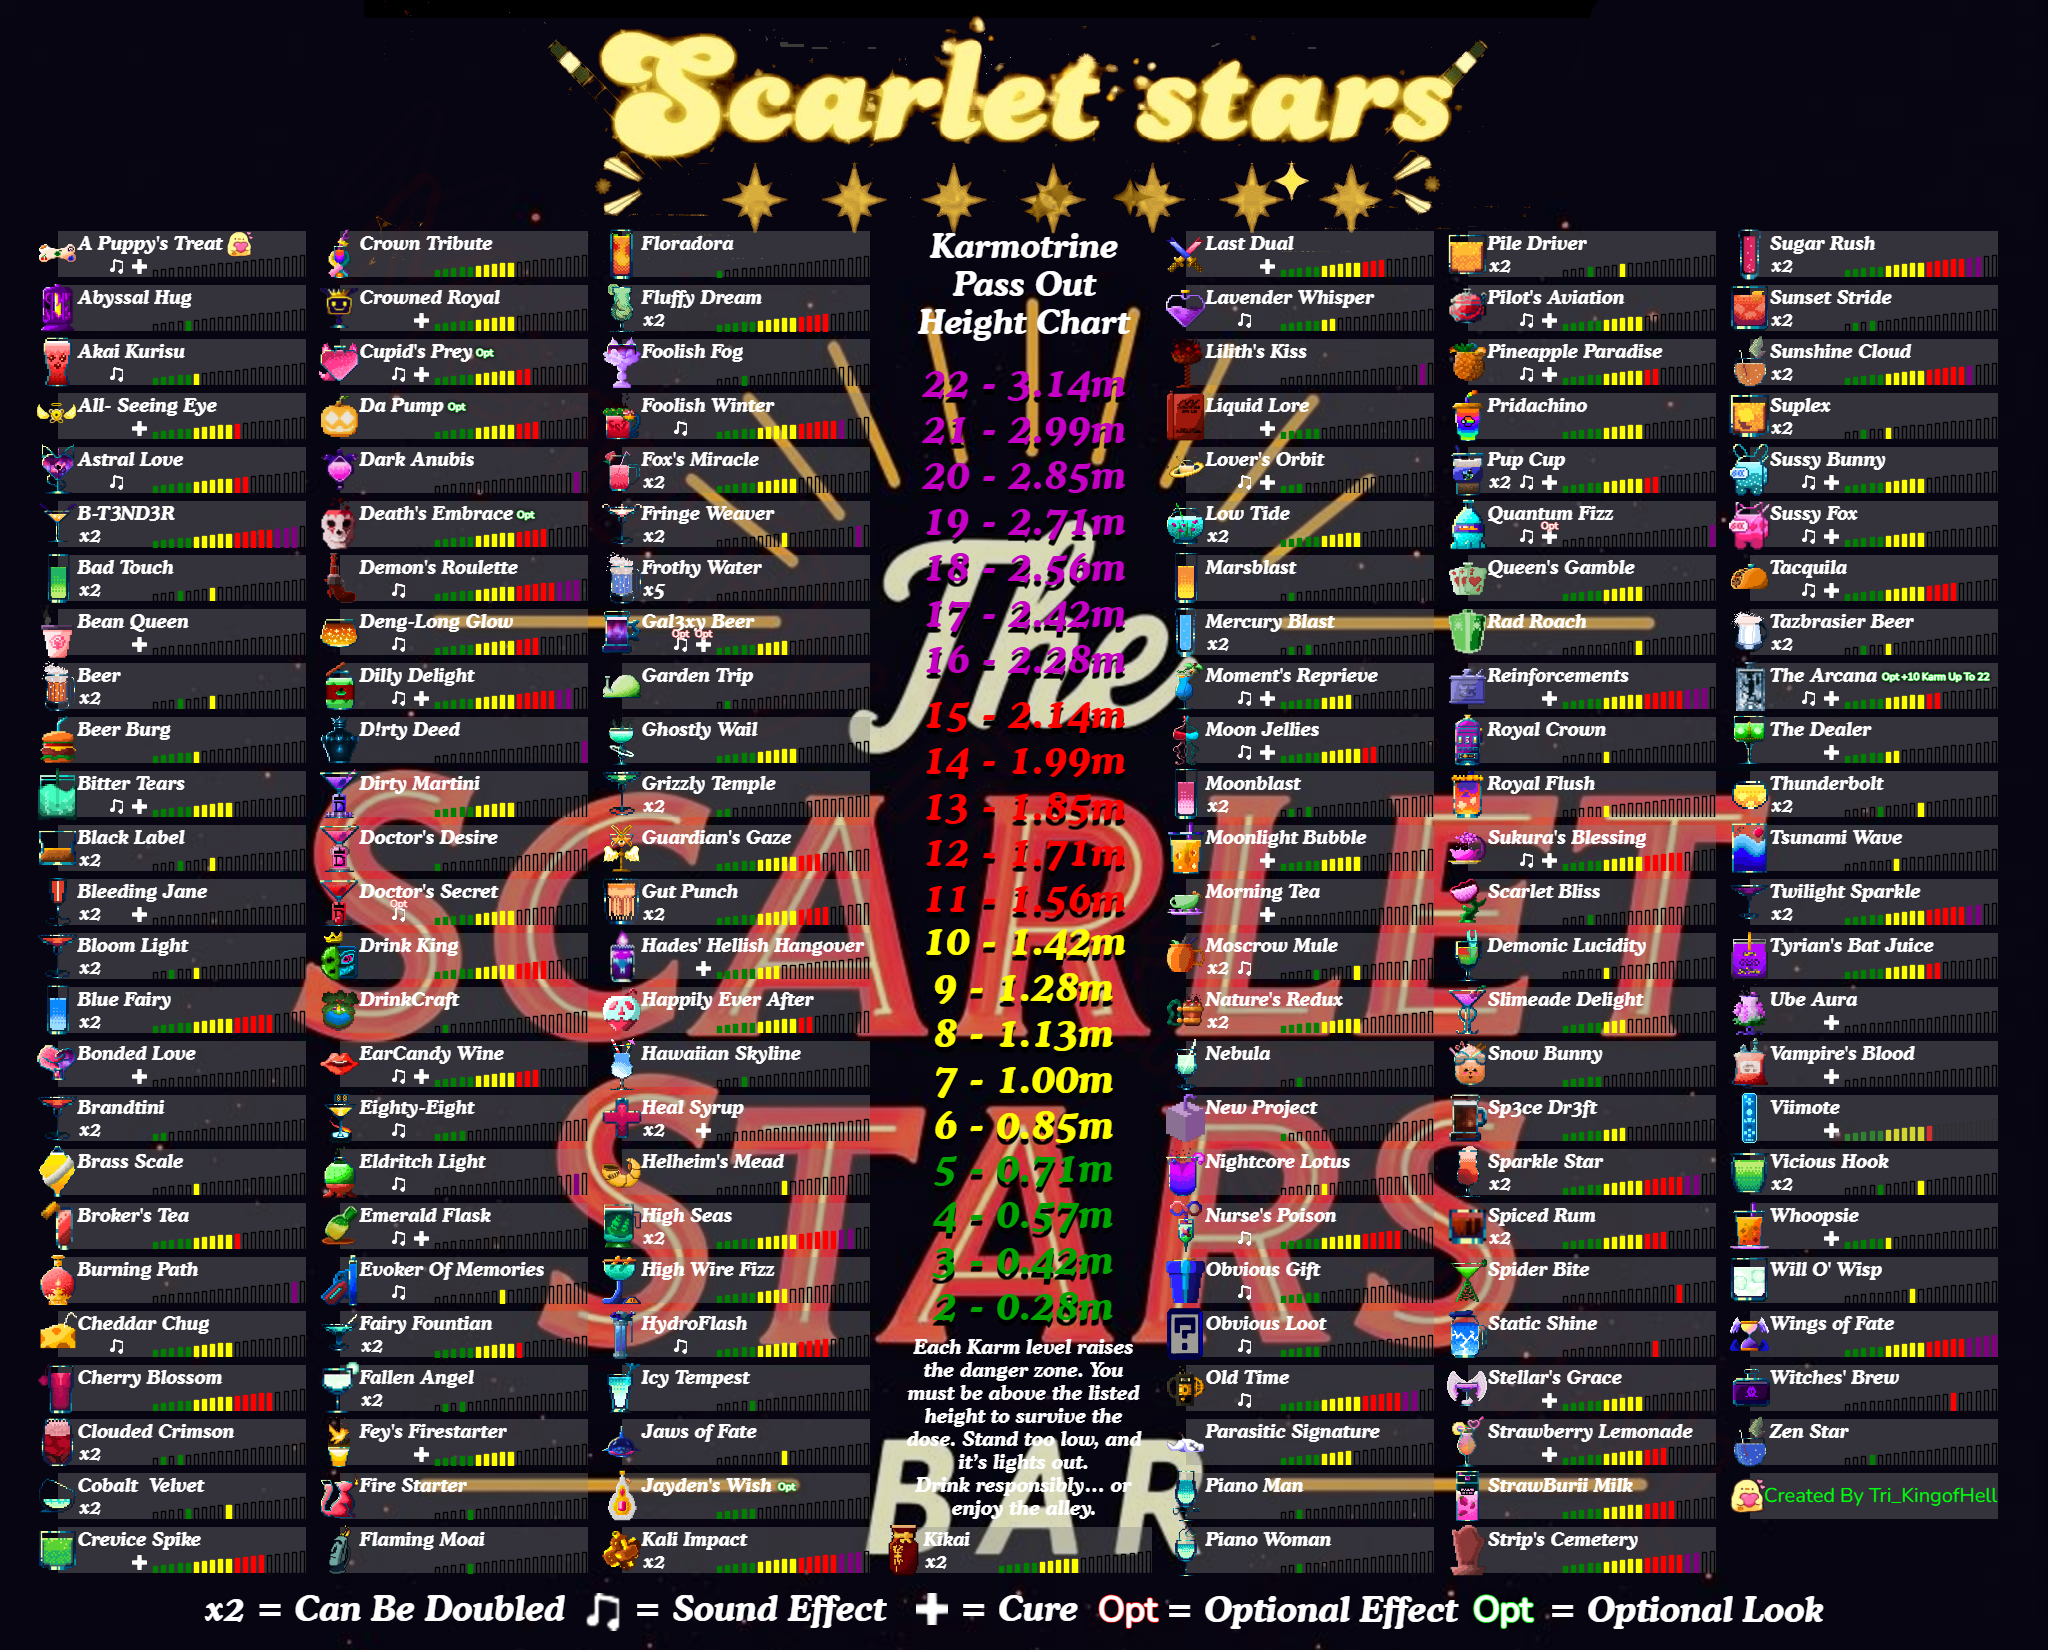 Scarlet stars
A Puppy's Treat
Abyssal Hug
Akai Kurisu
All- Seeing Eye
Astral Love
B-T3ND3R
x2
Bad Touch
x2
Bean Queen
Beer
x2
Beer Burg
Bitter Tears
Black Label
x2
Bleeding Jane
x2
Bloom Light
x2
Blue Fairy
x2
Bonded Love
Brandtini
x2
Brass Scale
Broker's Tea
Burning Path
Cheddar Chug
Cherry Blossom
Clouded Crimson
x2
Cobalt Velvet
x2
Crevice Spike
Crown Tribute
Crowned Royal
Cupid's Prey Opt
Da Pump Opt
Dark Anubis
Death's Embrace Opt
Demon's Roulette
Deng-Long Glow
Dilly Delight
D!rty Deed
Dirty Martini
Doctor's Desire
Doctor's Secret
Opt
Drink King
DrinkCraft
EarCandy Wine
Eighty-Eight
Eldritch Light
Emerald Flask
Evoker Of Memories
Fairy Fountian
x2
Fallen Angel
x2
Fey's Firestarter
Fire Starter
Flaming Moai
Floradora
Fluffy Dream
x2
Foolish Fog
Foolish Winter
Fox's Miracle
x2
Fringe Weaver
x2
Frothy Water
x5
Gal3xy Beer
Opt Opt
Garden Trip
Ghostly Wail
Grizzly Temple
x2
Guardian's Gaze
Gut Punch
x2
Hades' Hellish Hangover
Happily Ever After
Hawaiian Skyline
Heal Syrup
x2
Helheim's Mead
High Seas
x2
High Wire Fizz
HydroFlash
Icy Tempest
Jaws of Fate
Jayden's Wish Opt
Kali Impact
x2
Karmotrine
Pass Out
Height Chart
22 - 3.14m
21 - 2.99m
20 - 2.85m
19 - 2.71m
18 - 2.56m
17 - 2.42m
16 - 2.28m
15 - 2.14m
14 - 1.99m
13 - 1.85m
12 - 1.71m
11 - 1.56m
10 - 1.42m
9 - 1.28m
8 - 1.13m
7 - 1.00m
6 - 0.85m
5 - 0.71m
4 - 0.57m
3 - 0.42m
2 - 0.28m
Each Karm level raises
the danger zone. You
must be above the listed
height to survive the
dose. Stand too low, and
it's lights out.
Drink responsibly... or
enjoy the alley.
Kikai
x2
The
SCARLET
STARS
BAR
Last Dual
Lavender Whisper
Lilith's Kiss
Liquid Lore
Lover's Orbit
Low Tide
x2
Marsblast
Mercury Blast
x2
Moment's Reprieve
Moon Jellies
Moonblast
x2
Moonlight Bubble
Morning Tea
Moscrow Mule
x2
Nature's Redux
x2
Nebula
New Project
Nightcore Lotus
Nurse's Poison
Obvious Gift
Obvious Loot
Old Time
Parasitic Signature
Piano Man
Piano Woman
Pile Driver
x2
Pilot's Aviation
Pineapple Paradise
Pridachino
Pup Cup
x2
Quantum Fizz
Opt
Queen's Gamble
Rad Roach
Reinforcements
Royal Crown
Royal Flush
Sukura's Blessing
Scarlet Bliss
Demonic Lucidity
Slimeade Delight
Snow Bunny
Sp3ce Dr3ft
Sparkle Star
x2
Spiced Rum
x2
Spider Bite
Static Shine
Stellar's Grace
Strawberry Lemonade
StrawBurii Milk
Strip's Cemetery
Sugar Rush
x2
Sunset Stride
x2
Sunshine Cloud
x2
Suplex
x2
Sussy Bunny
Sussy Fox
Tacquila
Tazbrasier Beer
x2
The Arcana Opt +10 Karm Up To 22
The Dealer
Thunderbolt
x2
Tsunami Wave
Twilight Sparkle
x2
Tyrian's Bat Juice
Ube Aura
Vampire's Blood
Viimote
Vicious Hook
x2
Whoopsie
Will O' Wisp
Wings of Fate
Witches' Brew
Zen Star
Created By Tri_KingofHell
x2 = Can Be Doubled ♫ = Sound Effect ✚ = Cure Opt = Optional Effect Opt = Optional Look